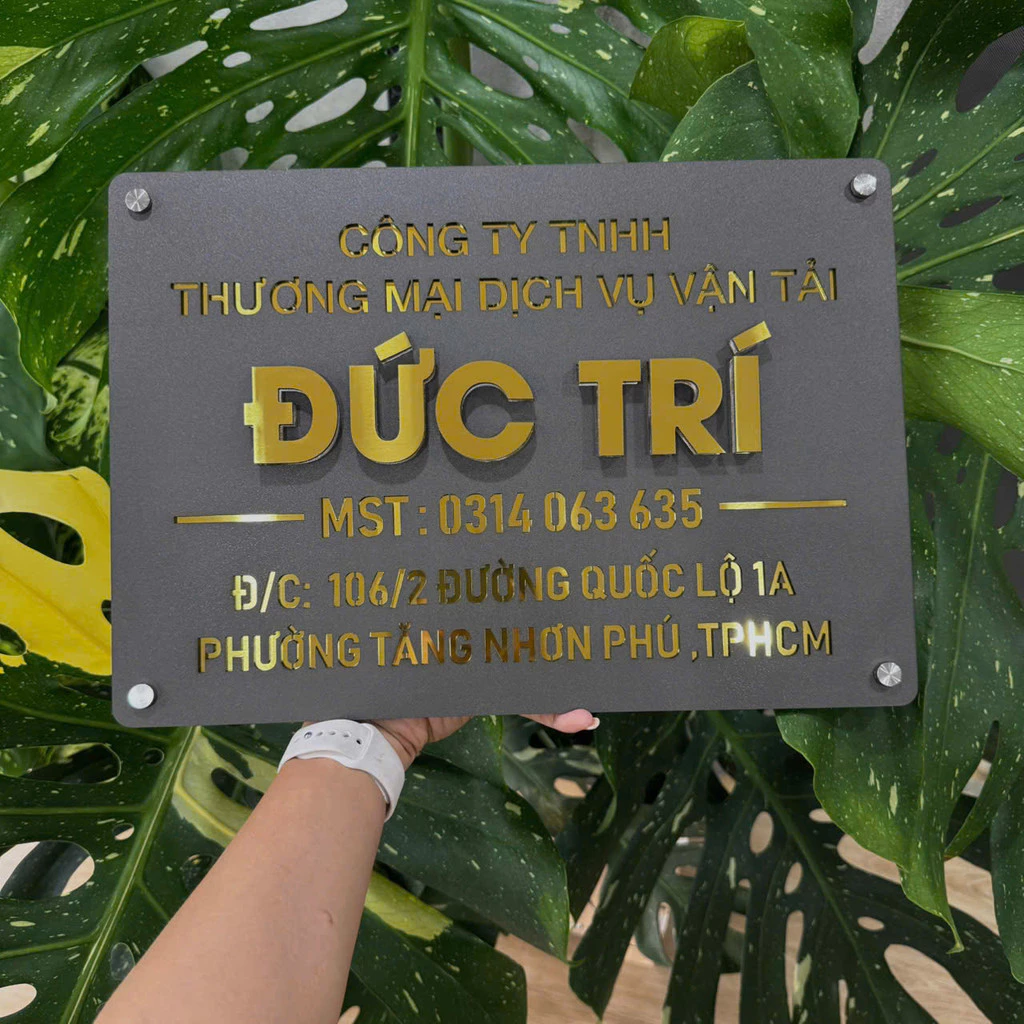 CÔNG TY TNHH
THƯƠNG MẠI DỊCH VỤ VẬN TẢI
ĐỨC TRÍ
MST : 0314 063 635
Đ/C: 106/2 ĐƯỜNG QUỐC LỘ 1A
PHƯỜNG TĂNG NHƠN PHÚ ,TPHCM